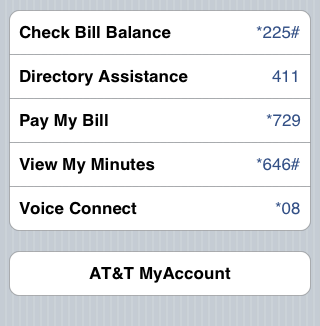 Check Bill Balance *225#
Directory Assistance 411
Pay My Bill *729
View My Minutes *646#
Voice Connect *08
AT&T MyAccount